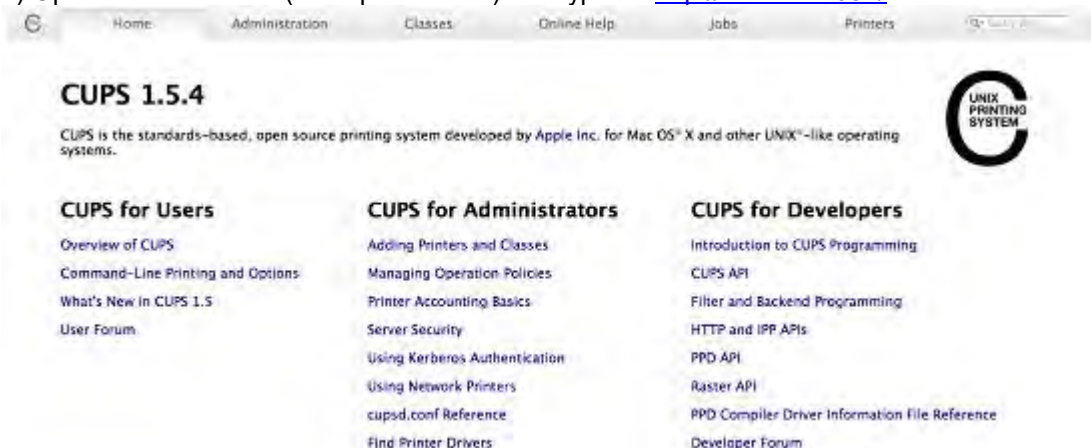 Home Administration Classes Online Help Jobs Printers
CUPS 1.5.4
UNIX
PRINTING
SYSTEM
CUPS is the standards-based, open source printing system developed by Apple Inc. for Mac OS® X and other UNIX®-like operating
systems.
CUPS for Users
Overview of CUPS
Command-Line Printing and Options
What's New in CUPS 1.5
User Forum
CUPS for Administrators
Adding Printers and Classes
Managing Operation Policies
Printer Accounting Basics
Server Security
Using Kerberos Authentication
Using Network Printers
cupsd.conf Reference
Find Printer Drivers
CUPS for Developers
Introduction to CUPS Programming
CUPS API
Filter and Backend Programming
HTTP and IPP APIs
PPD API
Raster API
PPD Compiler Driver Information File Reference
Developer Forum